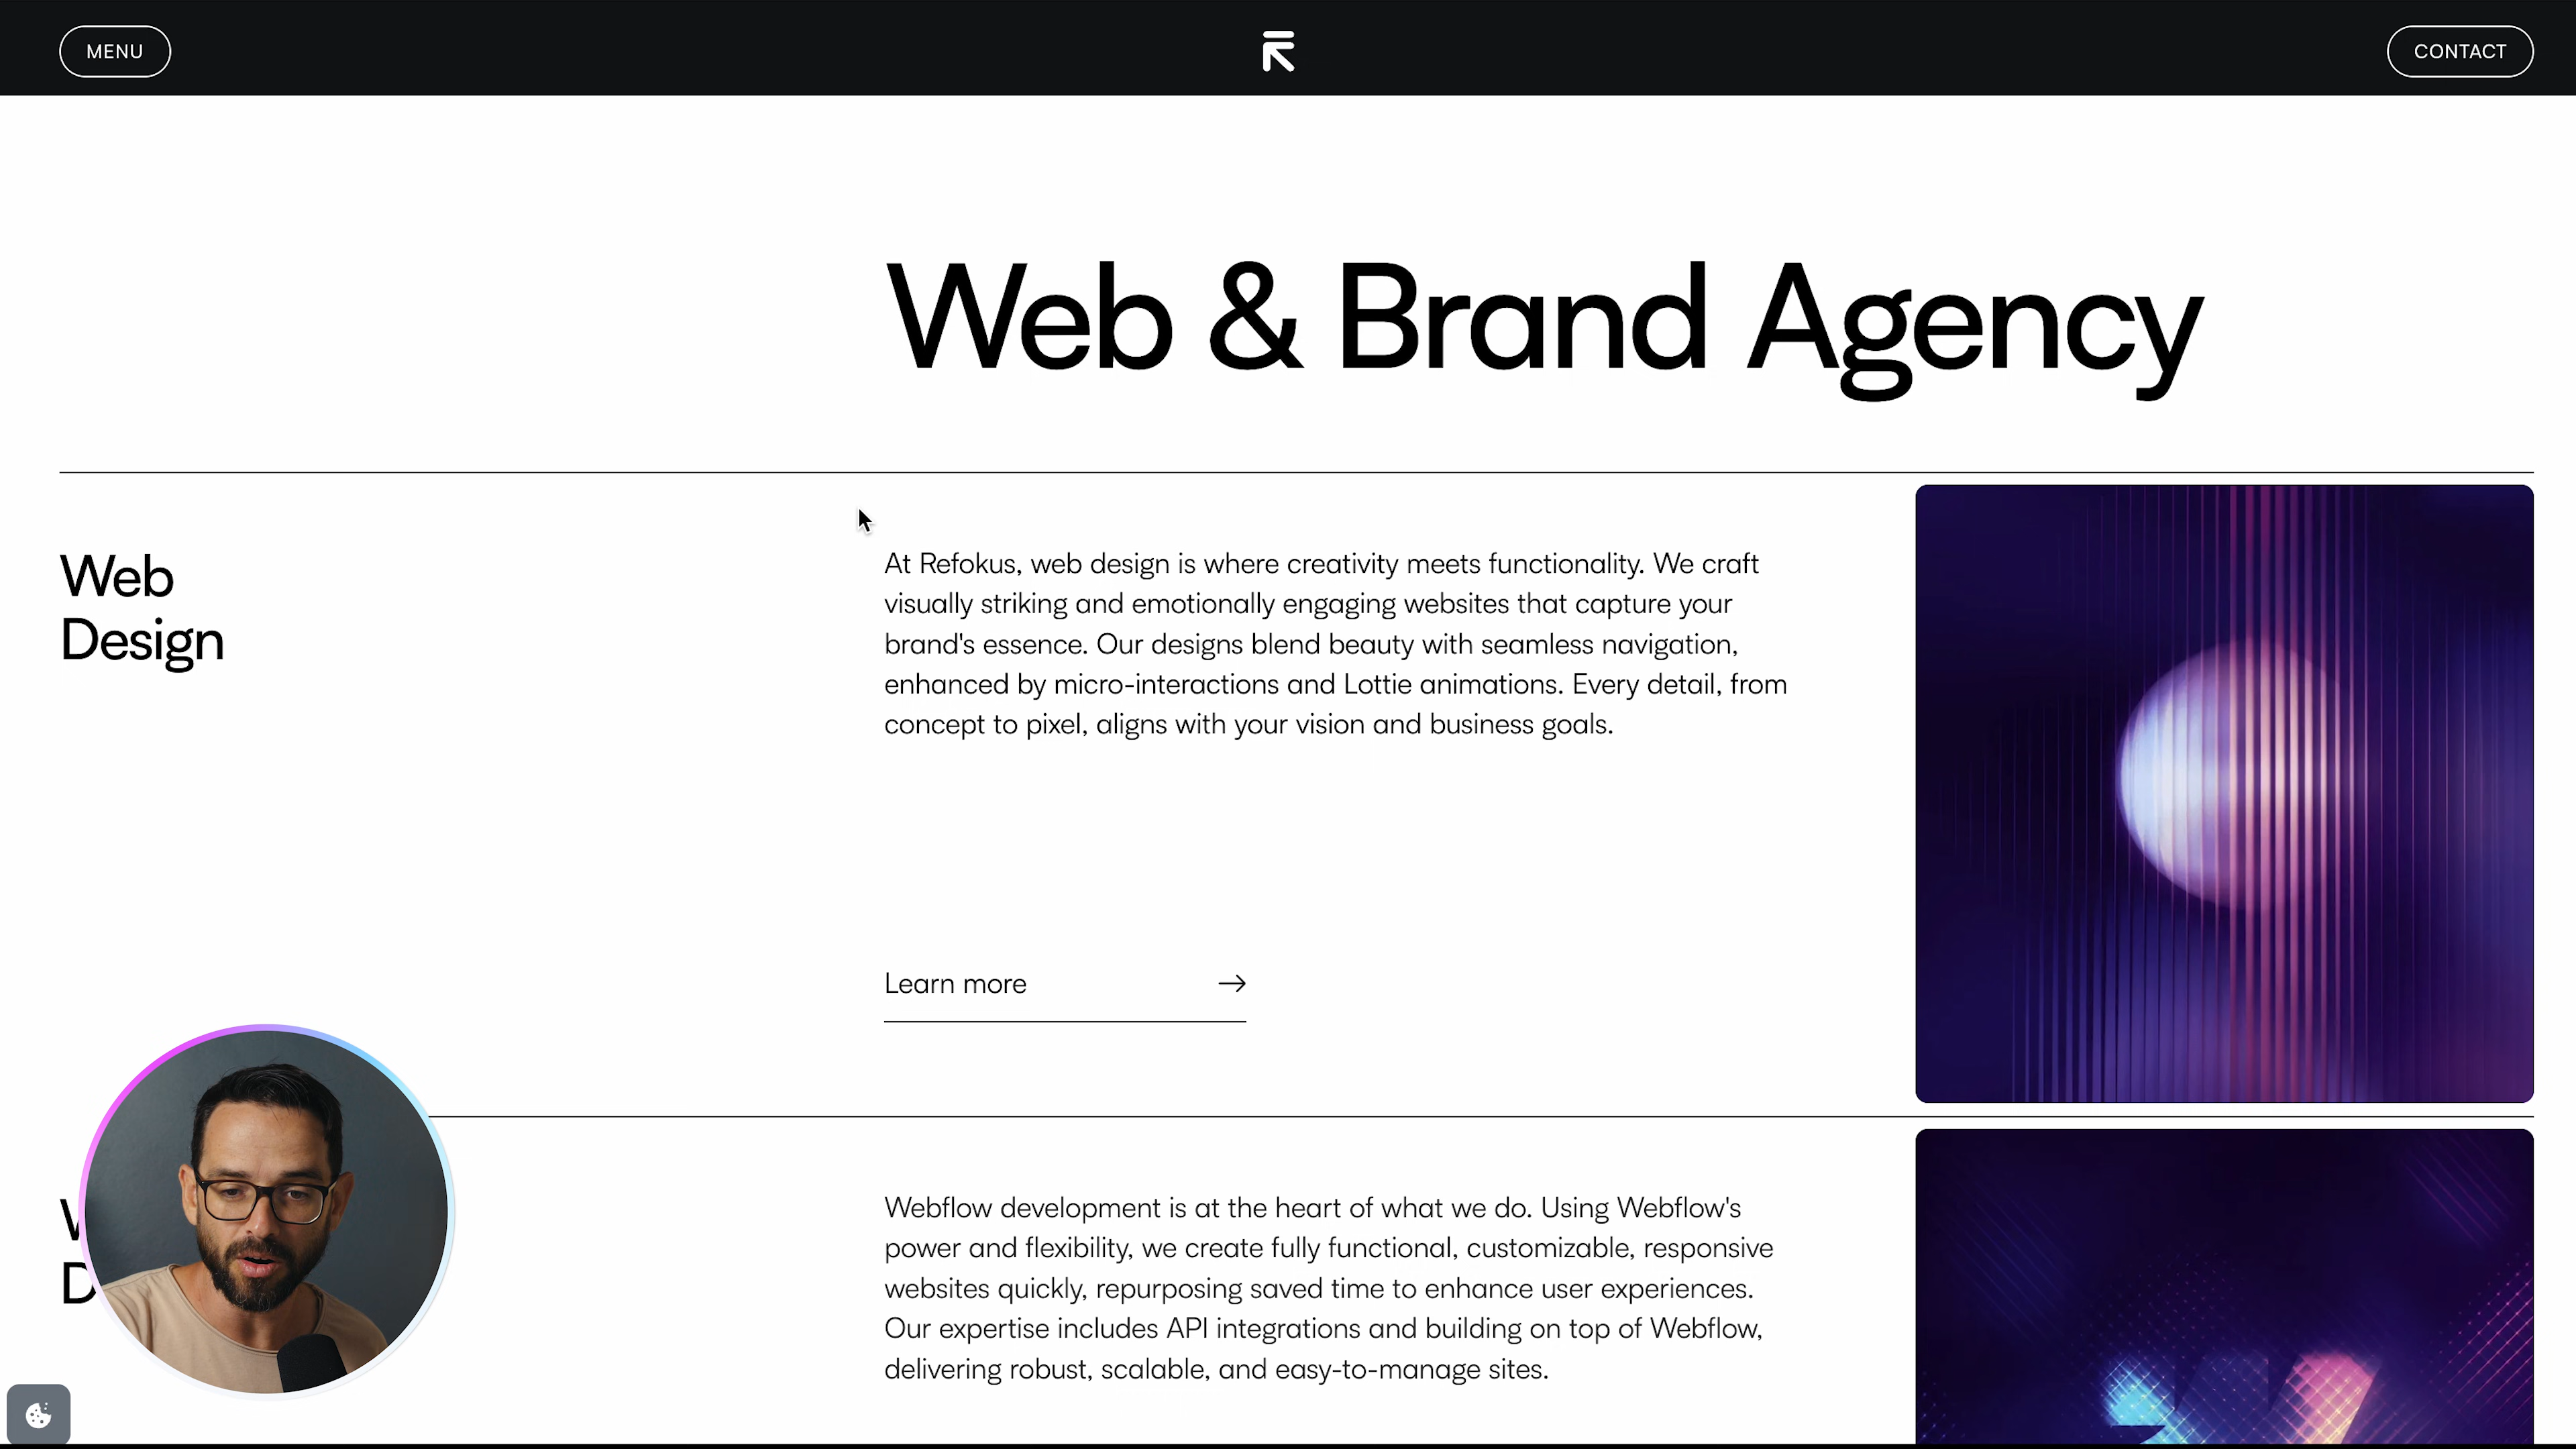 MENU
CONTACT
Web & Brand Agency
Web
Design
At Refokus, web design is where creativity meets functionality. We craft
visually striking and emotionally engaging websites that capture your
brand's essence. Our designs blend beauty with seamless navigation,
enhanced by micro-interactions and Lottie animations. Every detail, from
concept to pixel, aligns with your vision and business goals.
Learn more
Webflow development is at the heart of what we do. Using Webflow's
power and flexibility, we create fully functional, customizable, responsive
websites quickly, repurposing saved time to enhance user experiences.
Our expertise includes API integrations and building on top of Webflow,
delivering robust, scalable, and easy-to-manage sites.